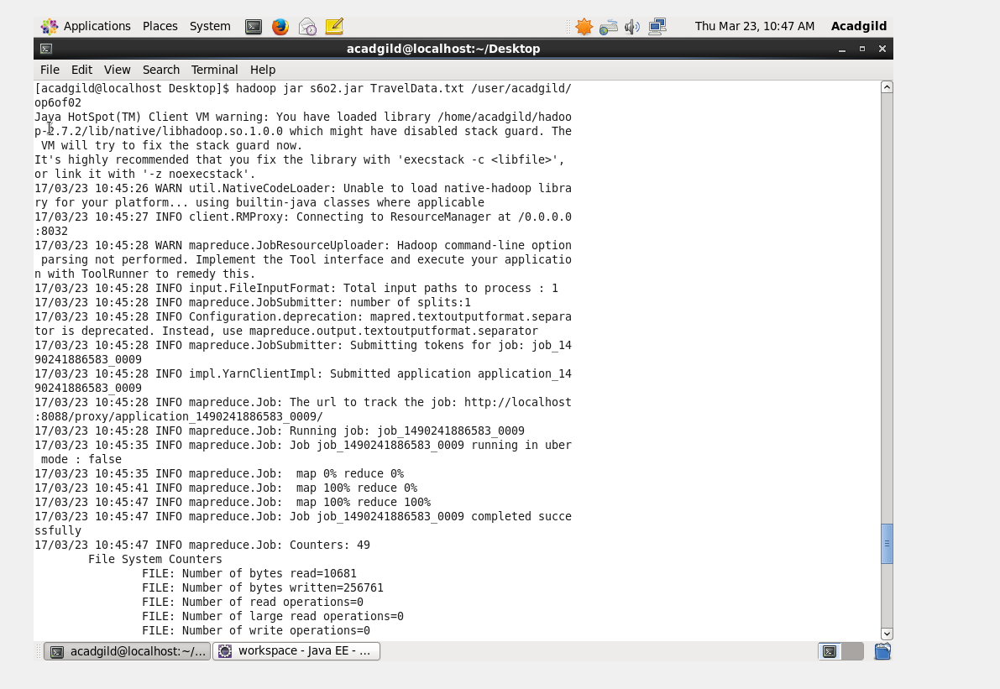 Applications Places System Thu Mar 23, 10:47 AM Acadgild
acadgild@localhost:~/Desktop
File Edit View Search Terminal Help
[acadgild@localhost Desktop]$ hadoop jar s6o2.jar TravelData.txt /user/acadgild/
op6of02
Java HotSpot(TM) Client VM warning: You have loaded library /home/acadgild/hadoo
p-2.7.2/lib/native/libhadoop.so.1.0.0 which might have disabled stack guard. The
 VM will try to fix the stack guard now.
It's highly recommended that you fix the library with 'execstack -c <libfile>',
or link it with '-z noexecstack'.
17/03/23 10:45:26 WARN util.NativeCodeLoader: Unable to load native-hadoop libra
ry for your platform... using builtin-java classes where applicable
17/03/23 10:45:27 INFO client.RMProxy: Connecting to ResourceManager at /0.0.0.0
:8032
17/03/23 10:45:28 WARN mapreduce.JobResourceUploader: Hadoop command-line option
 parsing not performed. Implement the Tool interface and execute your applicatio
n with ToolRunner to remedy this.
17/03/23 10:45:28 INFO input.FileInputFormat: Total input paths to process : 1
17/03/23 10:45:28 INFO mapreduce.JobSubmitter: number of splits:1
17/03/23 10:45:28 INFO Configuration.deprecation: mapred.textoutputformat.separa
tor is deprecated. Instead, use mapreduce.output.textoutputformat.separator
17/03/23 10:45:28 INFO mapreduce.JobSubmitter: Submitting tokens for job: job_14
90241886583_0009
17/03/23 10:45:28 INFO impl.YarnClientImpl: Submitted application application_14
90241886583_0009
17/03/23 10:45:28 INFO mapreduce.Job: The url to track the job: http://localhost
:8088/proxy/application_1490241886583_0009/
17/03/23 10:45:28 INFO mapreduce.Job: Running job: job_1490241886583_0009
17/03/23 10:45:35 INFO mapreduce.Job: Job job_1490241886583_0009 running in uber
 mode : false
17/03/23 10:45:35 INFO mapreduce.Job:  map 0% reduce 0%
17/03/23 10:45:41 INFO mapreduce.Job:  map 100% reduce 0%
17/03/23 10:45:47 INFO mapreduce.Job:  map 100% reduce 100%
17/03/23 10:45:47 INFO mapreduce.Job: Job job_1490241886583_0009 completed succe
ssfully
17/03/23 10:45:47 INFO mapreduce.Job: Counters: 49
        File System Counters
                FILE: Number of bytes read=10681
                FILE: Number of bytes written=256761
                FILE: Number of read operations=0
                FILE: Number of large read operations=0
                FILE: Number of write operations=0
acadgild@localhost:~/... workspace - Java EE - ...